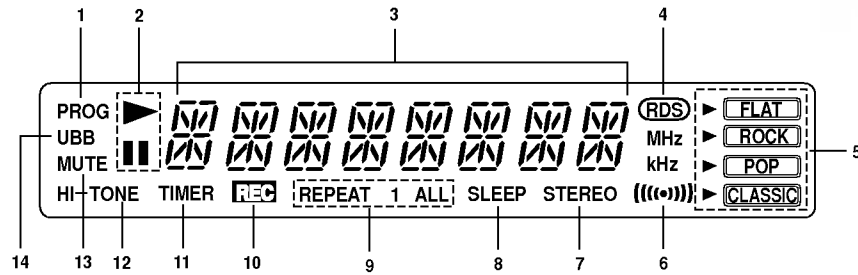 1 2 3 4
PROG RDS FLAT
UBB MHz ROCK
MUTE kHz POP
HI-TONE TIMER REC REPEAT 1 ALL SLEEP STEREO CLASSIC
5
14 13 12 11 10 9 8 7 6